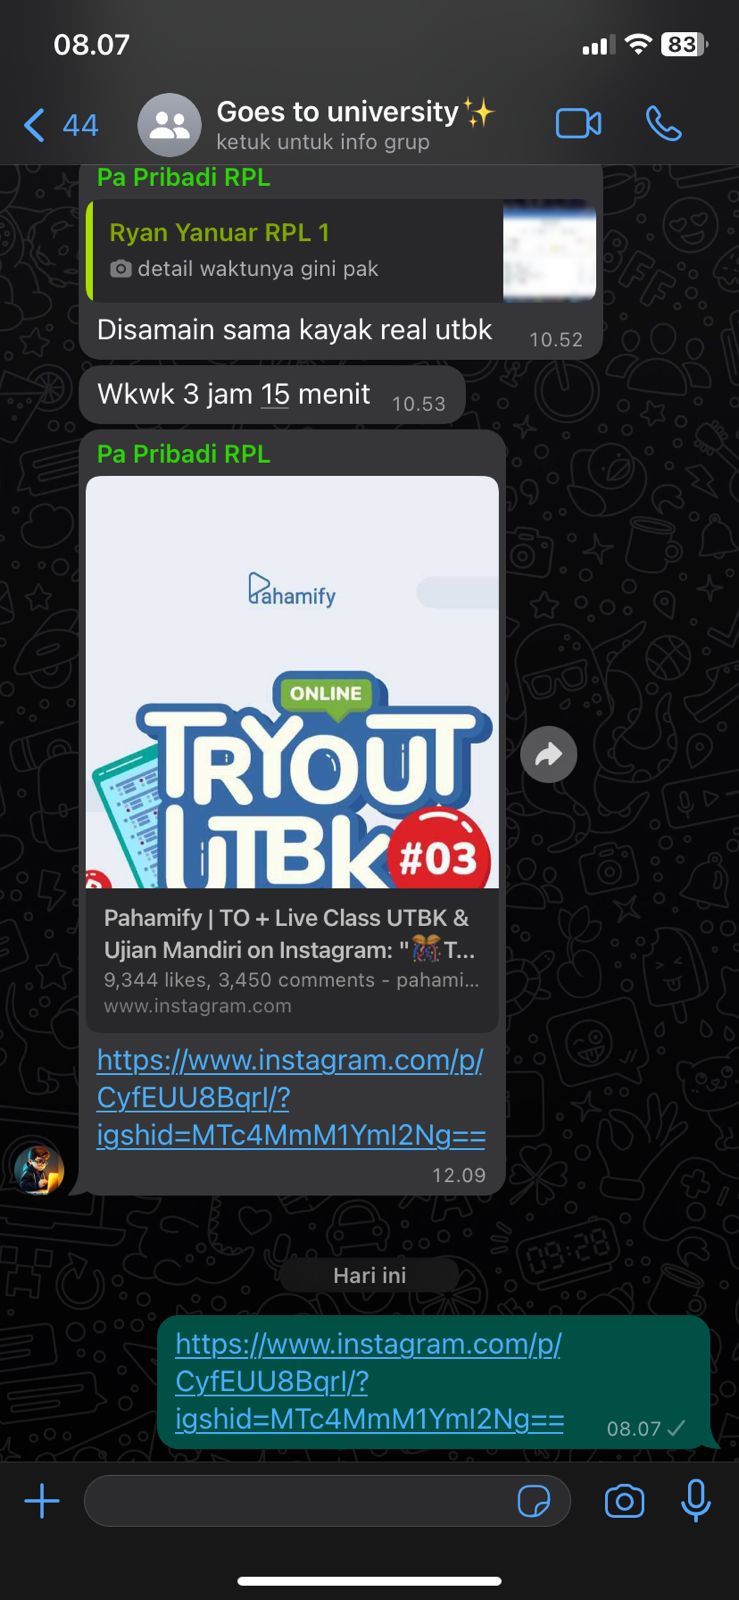 08.07
83
44
Goes to university✨
ketuk untuk info grup
Pa Pribadi RPL
Ryan Yanuar RPL 1
detail waktunya gini pak
Disamain sama kayak real utbk
10.52
Wkwk 3 jam 15 menit
10.53
Pa Pribadi RPL
Pahamify
ONLINE
TRYOUT
UTBK
#03
Pahamify | TO + Live Class UTBK &
Ujian Mandiri on Instagram: "🎊T...
9,344 likes, 3,450 comments - pahami...
www.instagram.com
https://www.instagram.com/p/
CyfEUU8Bqrl/?
igshid=MTc4MmM1YmI2Ng==
12.09
Hari ini
https://www.instagram.com/p/
CyfEUU8Bqrl/?
igshid=MTc4MmM1YmI2Ng==
08.07